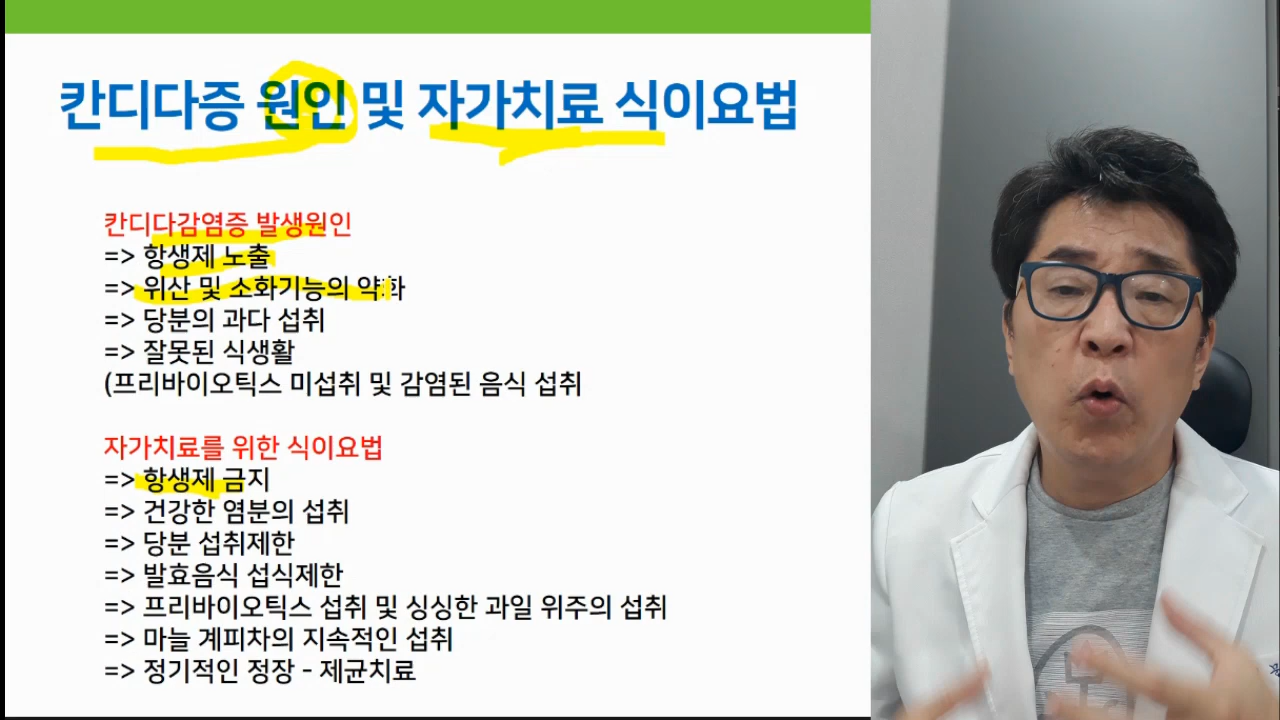 칸디다증 원인 및 자가치료 식이요법
칸디다감염증 발생원인
=> 항생제 노출
=> 위산 및 소화기능의 약화
=> 당분의 과다 섭취
=> 잘못된 식생활
(프리바이오틱스 미섭취 및 감염된 음식 섭취
자가치료를 위한 식이요법
=> 항생제 금지
=> 건강한 염분의 섭취
=> 당분 섭취제한
=> 발효음식 섭식제한
=> 프리바이오틱스 섭취 및 싱싱한 과일 위주의 섭취
=> 마늘 계피차의 지속적인 섭취
=> 정기적인 정장 - 제균치료